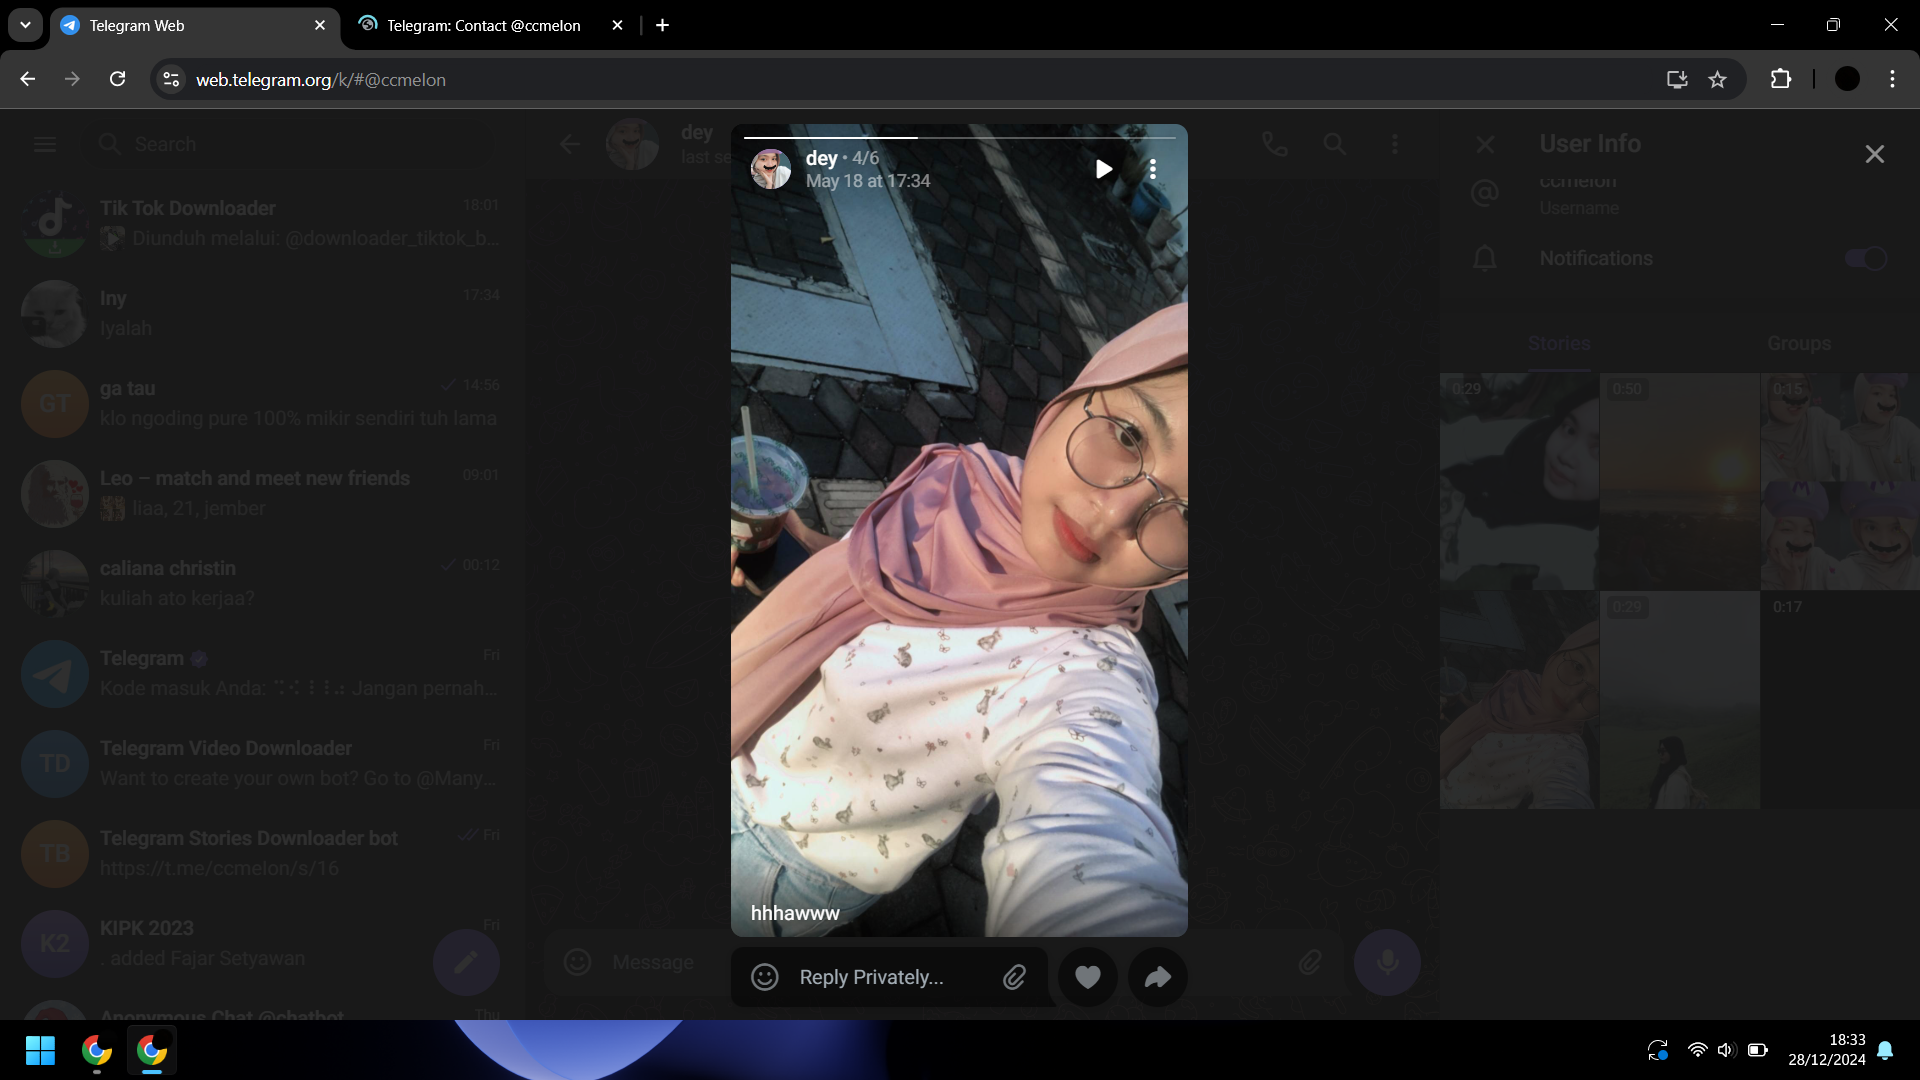 Telegram Web
Telegram: Contact @ccmelon
web.telegram.org/k/#@ccmelon
Search
Tik Tok Downloader 18:01
Diunduh melalui: @downloader_tiktok_b...
Iny 17:34
Iyalah
GT
ga tau 14:56
klo ngoding pure 100% mikir sendiri tuh lama
Leo – match and meet new friends 09:01
liaa, 21, jember
caliana christin 00:12
kuliah ato kerjaa?
Telegram Fri
Kode masuk Anda: Jangan pernah...
TD
Telegram Video Downloader Fri
Want to create your own bot? Go to @Many...
TB
Telegram Stories Downloader bot Fri
https://t.me/ccmelon/s/16
K2
KIPK 2023 Fri
. added Fajar Setyawan
Anonymous Chat @chatbot Thu
dey
last se
dey • 4/6
May 18 at 17:34
hhhawww
Message
Reply Privately...
User Info
ccmelon
Username
Notifications
Stories Groups
0:29 0:50 0:15
0:29 0:17
18:33
28/12/2024